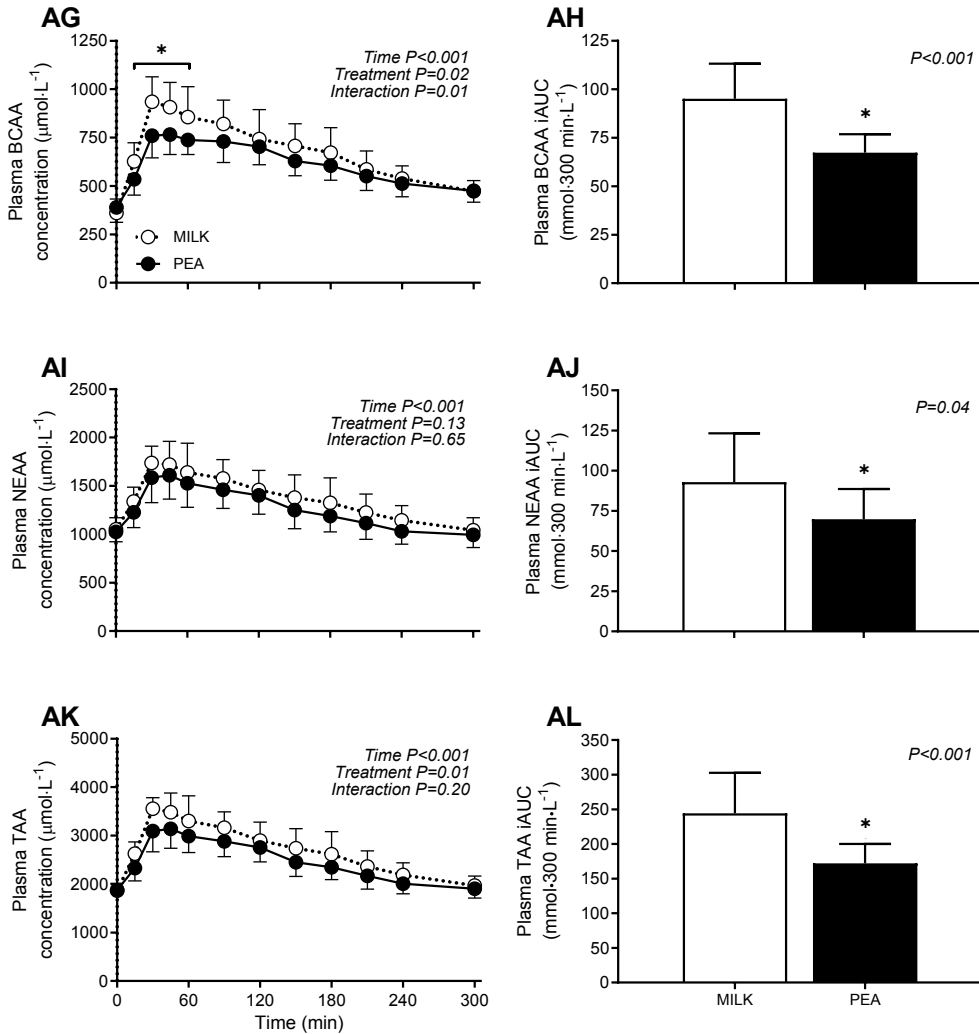 AG
Plasma BCAA
concentration (μmol·L⁻¹)
1250
1000
750
500
250
0
*
Time P<0.001
Treatment P=0.02
Interaction P=0.01
MILK
PEA
AH
Plasma BCAA iAUC
(mmol·300 min·L⁻¹)
125
100
75
50
25
0
P<0.001
*
AI
Plasma NEAA
concentration (μmol·L⁻¹)
2500
2000
1500
1000
500
0
Time P<0.001
Treatment P=0.13
Interaction P=0.65
AJ
Plasma NEAA iAUC
(mmol·300 min·L⁻¹)
150
125
100
75
50
25
0
P=0.04
*
AK
Plasma TAA
concentration (μmol·L⁻¹)
5000
4000
3000
2000
1000
0
Time P<0.001
Treatment P=0.01
Interaction P=0.20
0 60 120 180 240 300
Time (min)
AL
Plasma TAA iAUC
(mmol·300 min·L⁻¹)
350
300
250
200
150
100
50
0
P<0.001
*
MILK PEA